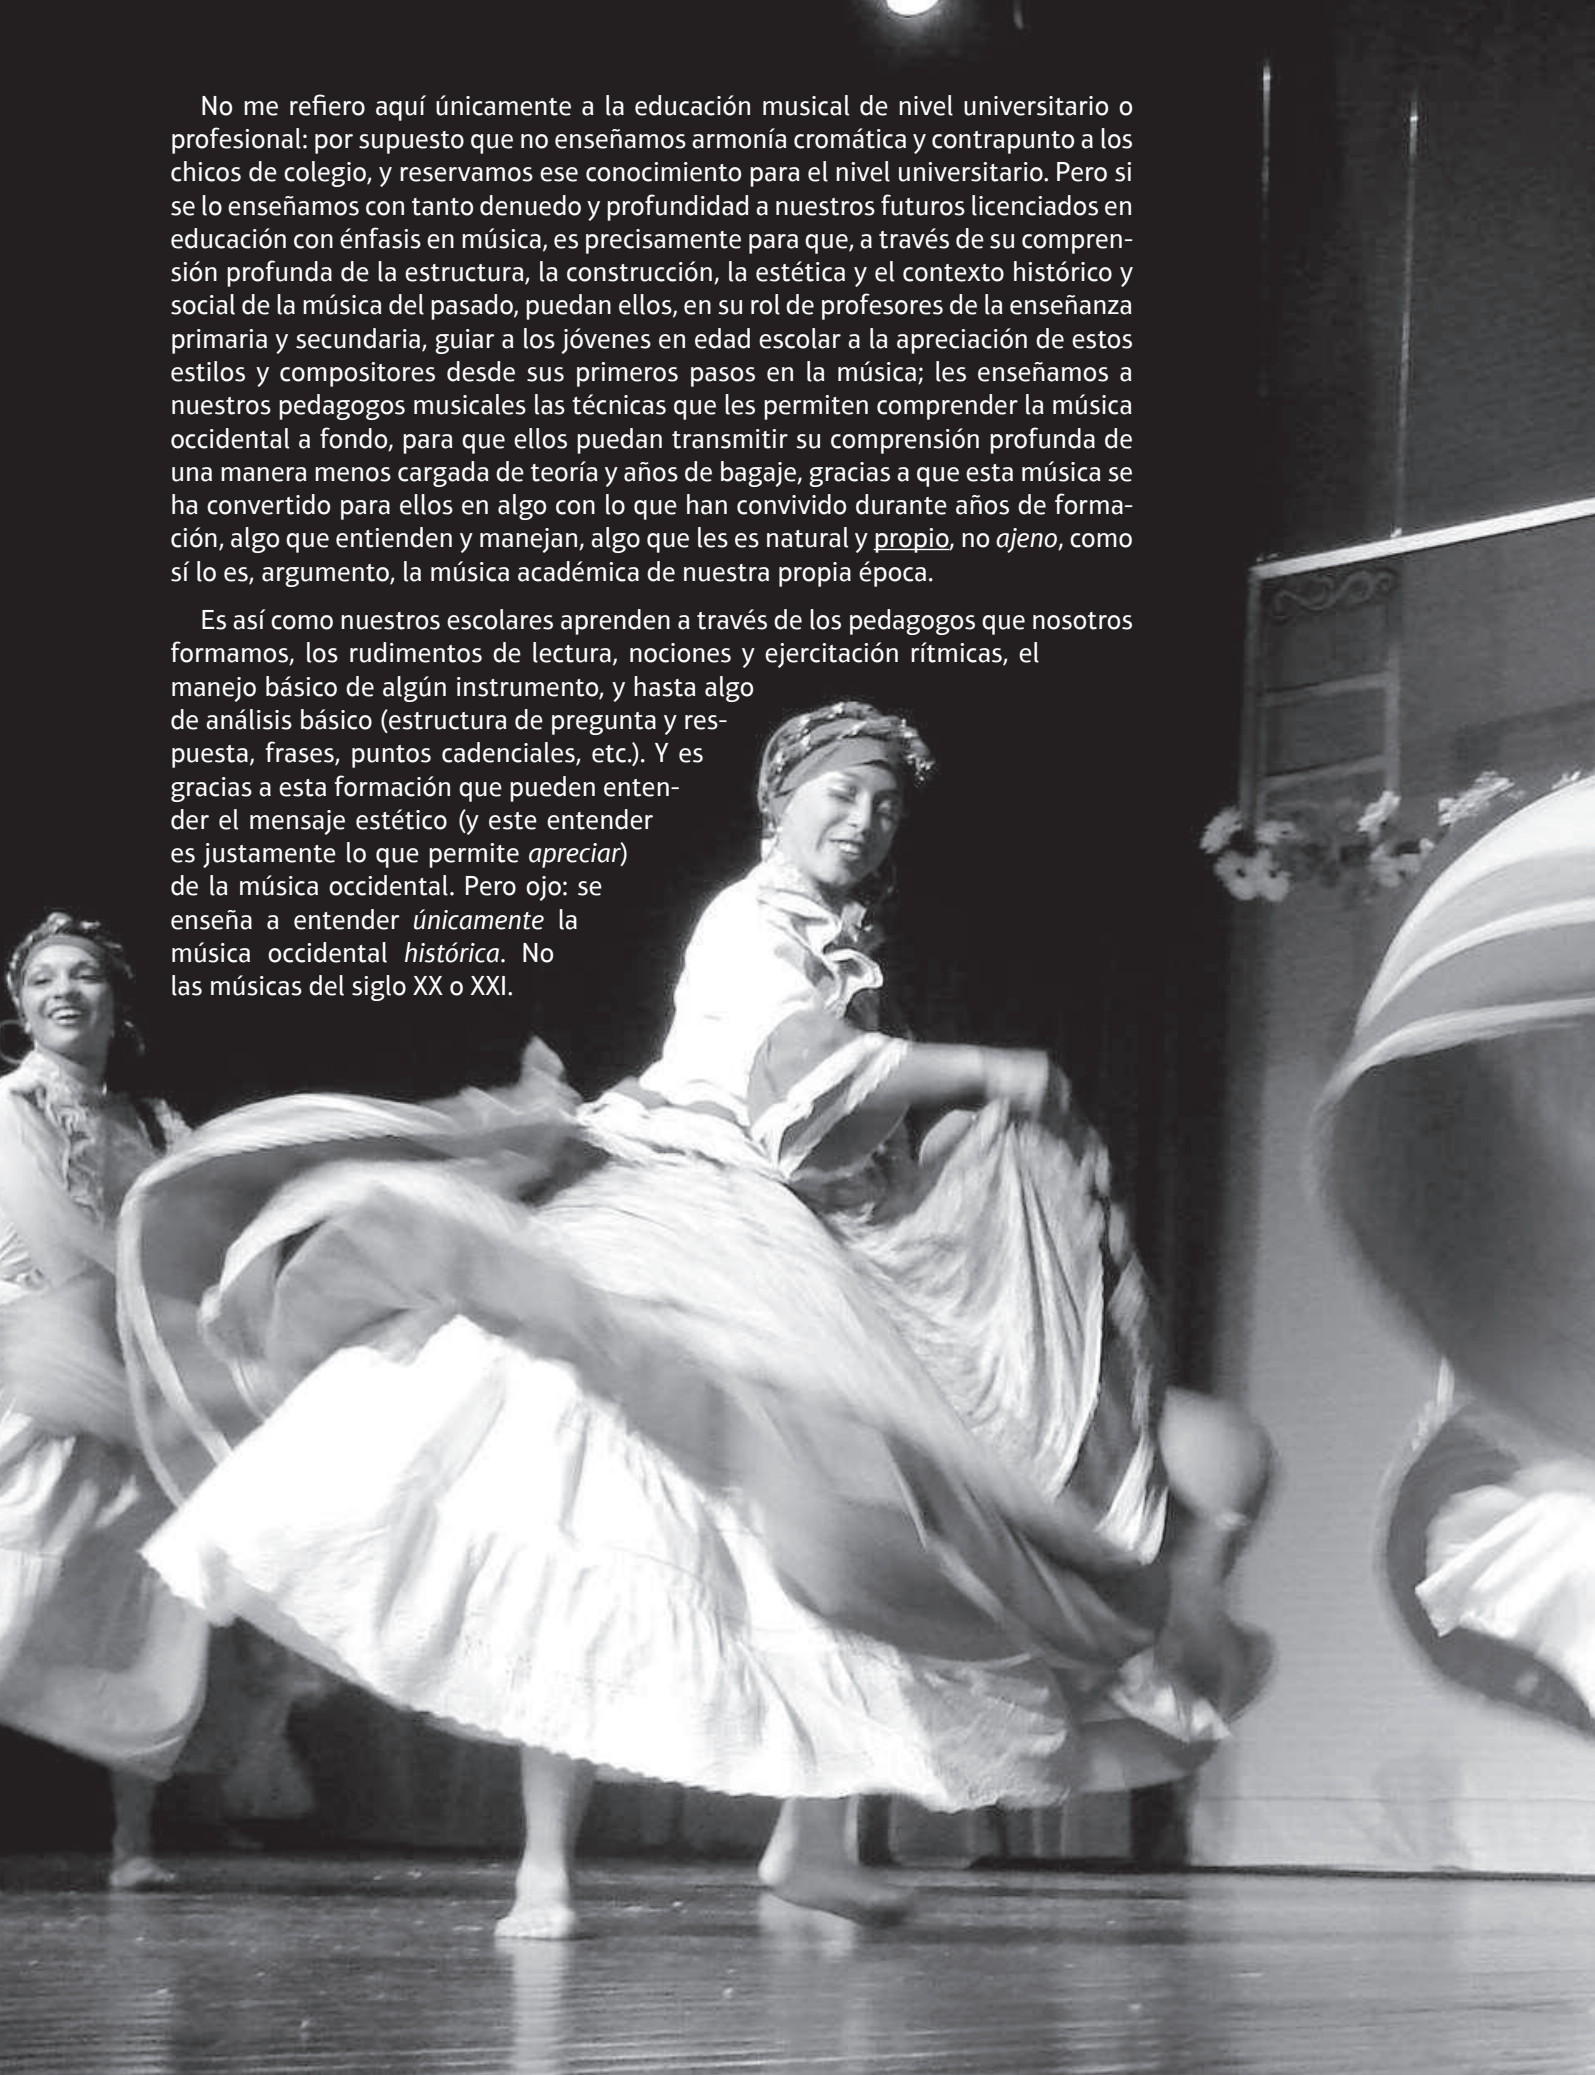 No me refiero aquí únicamente a la educación musical de nivel universitario o
profesional: por supuesto que no enseñamos armonía cromática y contrapunto a los
chicos de colegio, y reservamos ese conocimiento para el nivel universitario. Pero si
se lo enseñamos con tanto denuedo y profundidad a nuestros futuros licenciados en
educación con énfasis en música, es precisamente para que, a través de su compren-
sión profunda de la estructura, la construcción, la estética y el contexto histórico y
social de la música del pasado, puedan ellos, en su rol de profesores de la enseñanza
primaria y secundaria, guiar a los jóvenes en edad escolar a la apreciación de estos
estilos y compositores desde sus primeros pasos en la música; les enseñamos a
nuestros pedagogos musicales las técnicas que les permiten comprender la música
occidental a fondo, para que ellos puedan transmitir su comprensión profunda de
una manera menos cargada de teoría y años de bagaje, gracias a que esta música se
ha convertido para ellos en algo con lo que han convivido durante años de forma-
ción, algo que entienden y manejan, algo que les es natural y propio, no ajeno, como
sí lo es, argumento, la música académica de nuestra propia época.
Es así como nuestros escolares aprenden a través de los pedagogos que nosotros
formamos, los rudimentos de lectura, nociones y ejercitación rítmicas, el
manejo básico de algún instrumento, y hasta algo
de análisis básico (estructura de pregunta y res-
puesta, frases, puntos cadenciales, etc.). Y es
gracias a esta formación que pueden enten-
der el mensaje estético (y este entender
es justamente lo que permite apreciar)
de la música occidental. Pero ojo: se
enseña a entender únicamente la
música occidental histórica. No
las músicas del siglo XX o XXI.